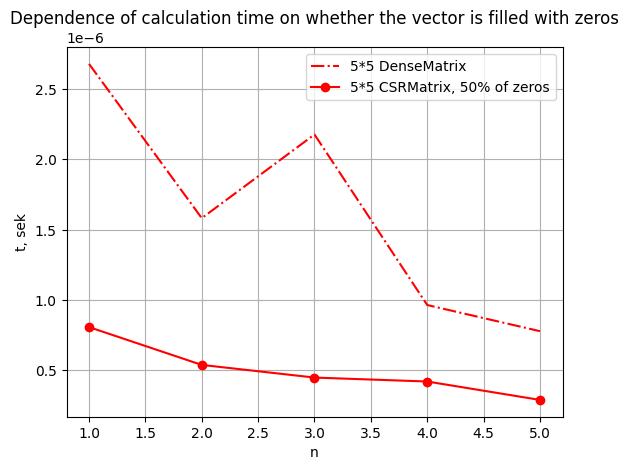 Dependence of calculation time on whether the vector is filled with zeros
1e−6
5*5 DenseMatrix
5*5 CSRMatrix, 50% of zeros
2.5
2.0
1.5
1.0
0.5
t, sek
1.0 1.5 2.0 2.5 3.0 3.5 4.0 4.5 5.0
n